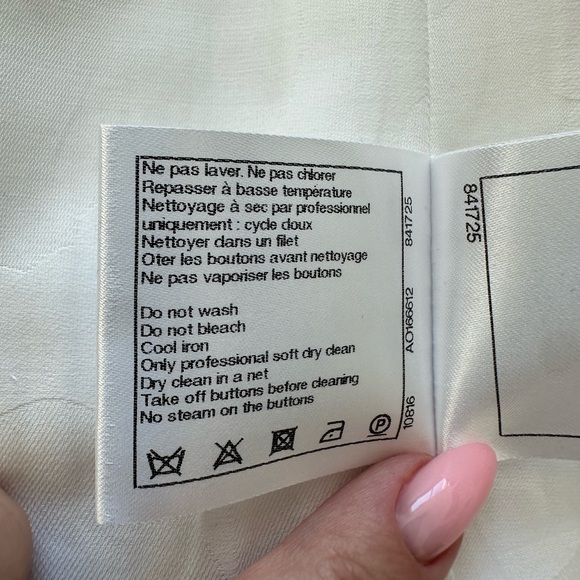 Ne pas laver. Ne pas chlorer
Repasser à basse température
Nettoyage à sec par professionnel
uniquement : cycle doux
Nettoyer dans un filet
Oter les boutons avant nettoyage
Ne pas vaporiser les boutons
Do not wash
Do not bleach
Cool iron
Only professional soft dry clean
Dry clean in a net
Take off buttons before cleaning
No steam on the buttons
P
10816 AO166612 841725
841725